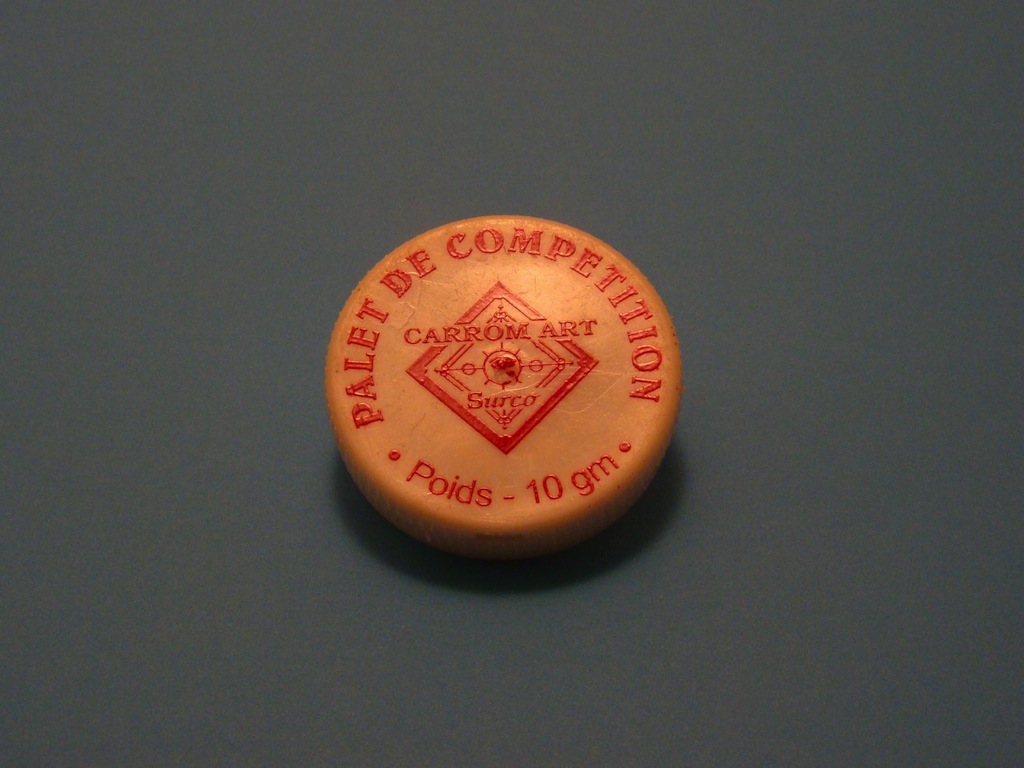 PALET DE COMPETITION
CARROM ART
Surco
• Poids - 10 gm •